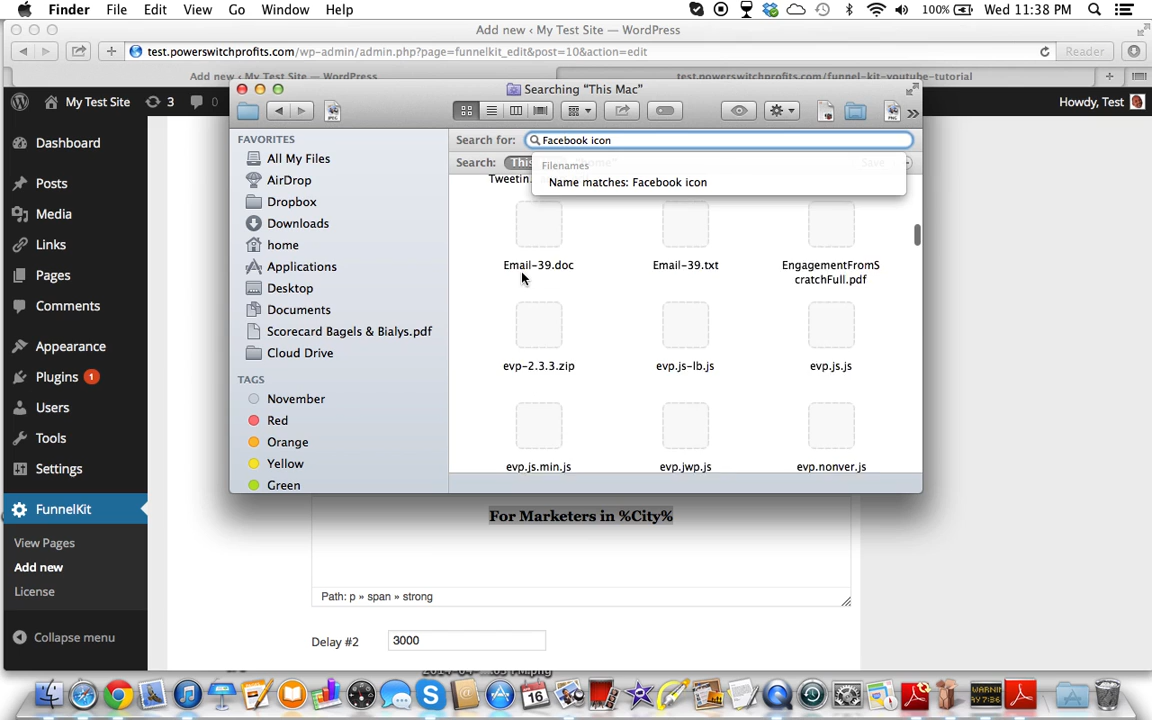 Finder File Edit View Go Window Help 100% Wed 11:38 PM
Add new ‹ My Test Site — WordPress
test.powerswitchprofits.com/wp-admin/admin.php?page=funnelkit_edit&post=10&action=edit Reader
Add new ‹ My Test Site — WordPress test.powerswitchprofits.com/funnel-kit-youtube-tutorial
My Test Site 3 0 Howdy, Test
Searching "This Mac"
Search for: Facebook icon
Search: Save
Filenames
Name matches: Facebook icon
FAVORITES
All My Files
AirDrop
Dropbox
Downloads
home
Applications
Desktop
Documents
Scorecard Bagels & Bialys.pdf
Cloud Drive
TAGS
November
Red
Orange
Yellow
Green
Email-39.doc Email-39.txt EngagementFromS
cratchFull.pdf
evp-2.3.3.zip evp.js-lb.js evp.js.js
evp.js.min.js evp.jwp.js evp.nonver.js
Dashboard
Posts
Media
Links
Pages
Comments
Appearance
Plugins 1
Users
Tools
Settings
FunnelKit
View Pages
Add new
License
Collapse menu
For Marketers in %City%
Path: p » span » strong
Delay #2 3000